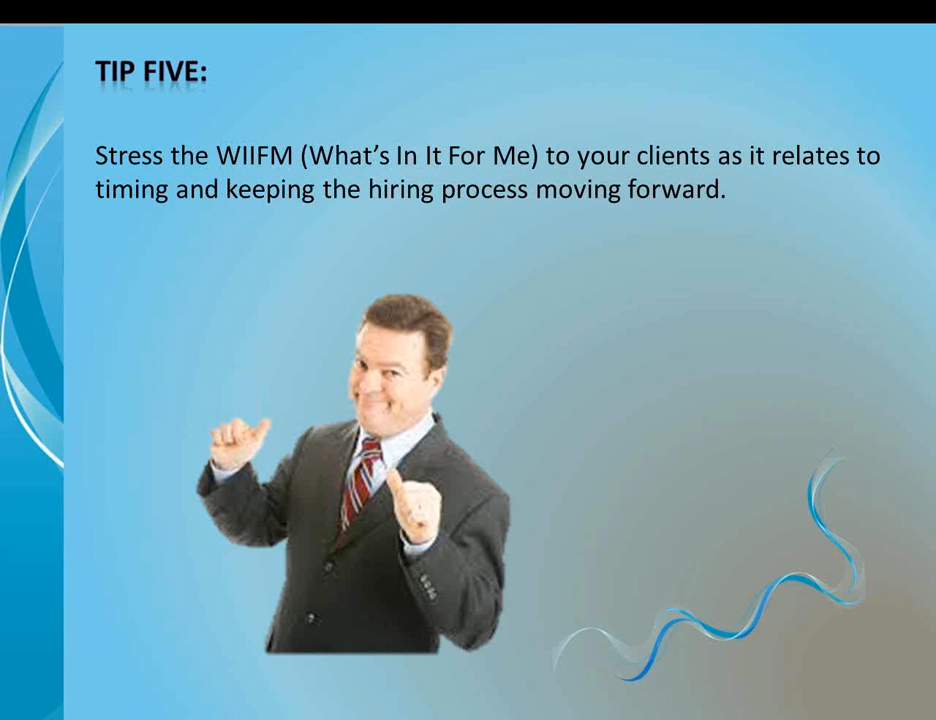 TIP FIVE:
Stress the WIIFM (What’s In It For Me) to your clients as it relates to
timing and keeping the hiring process moving forward.